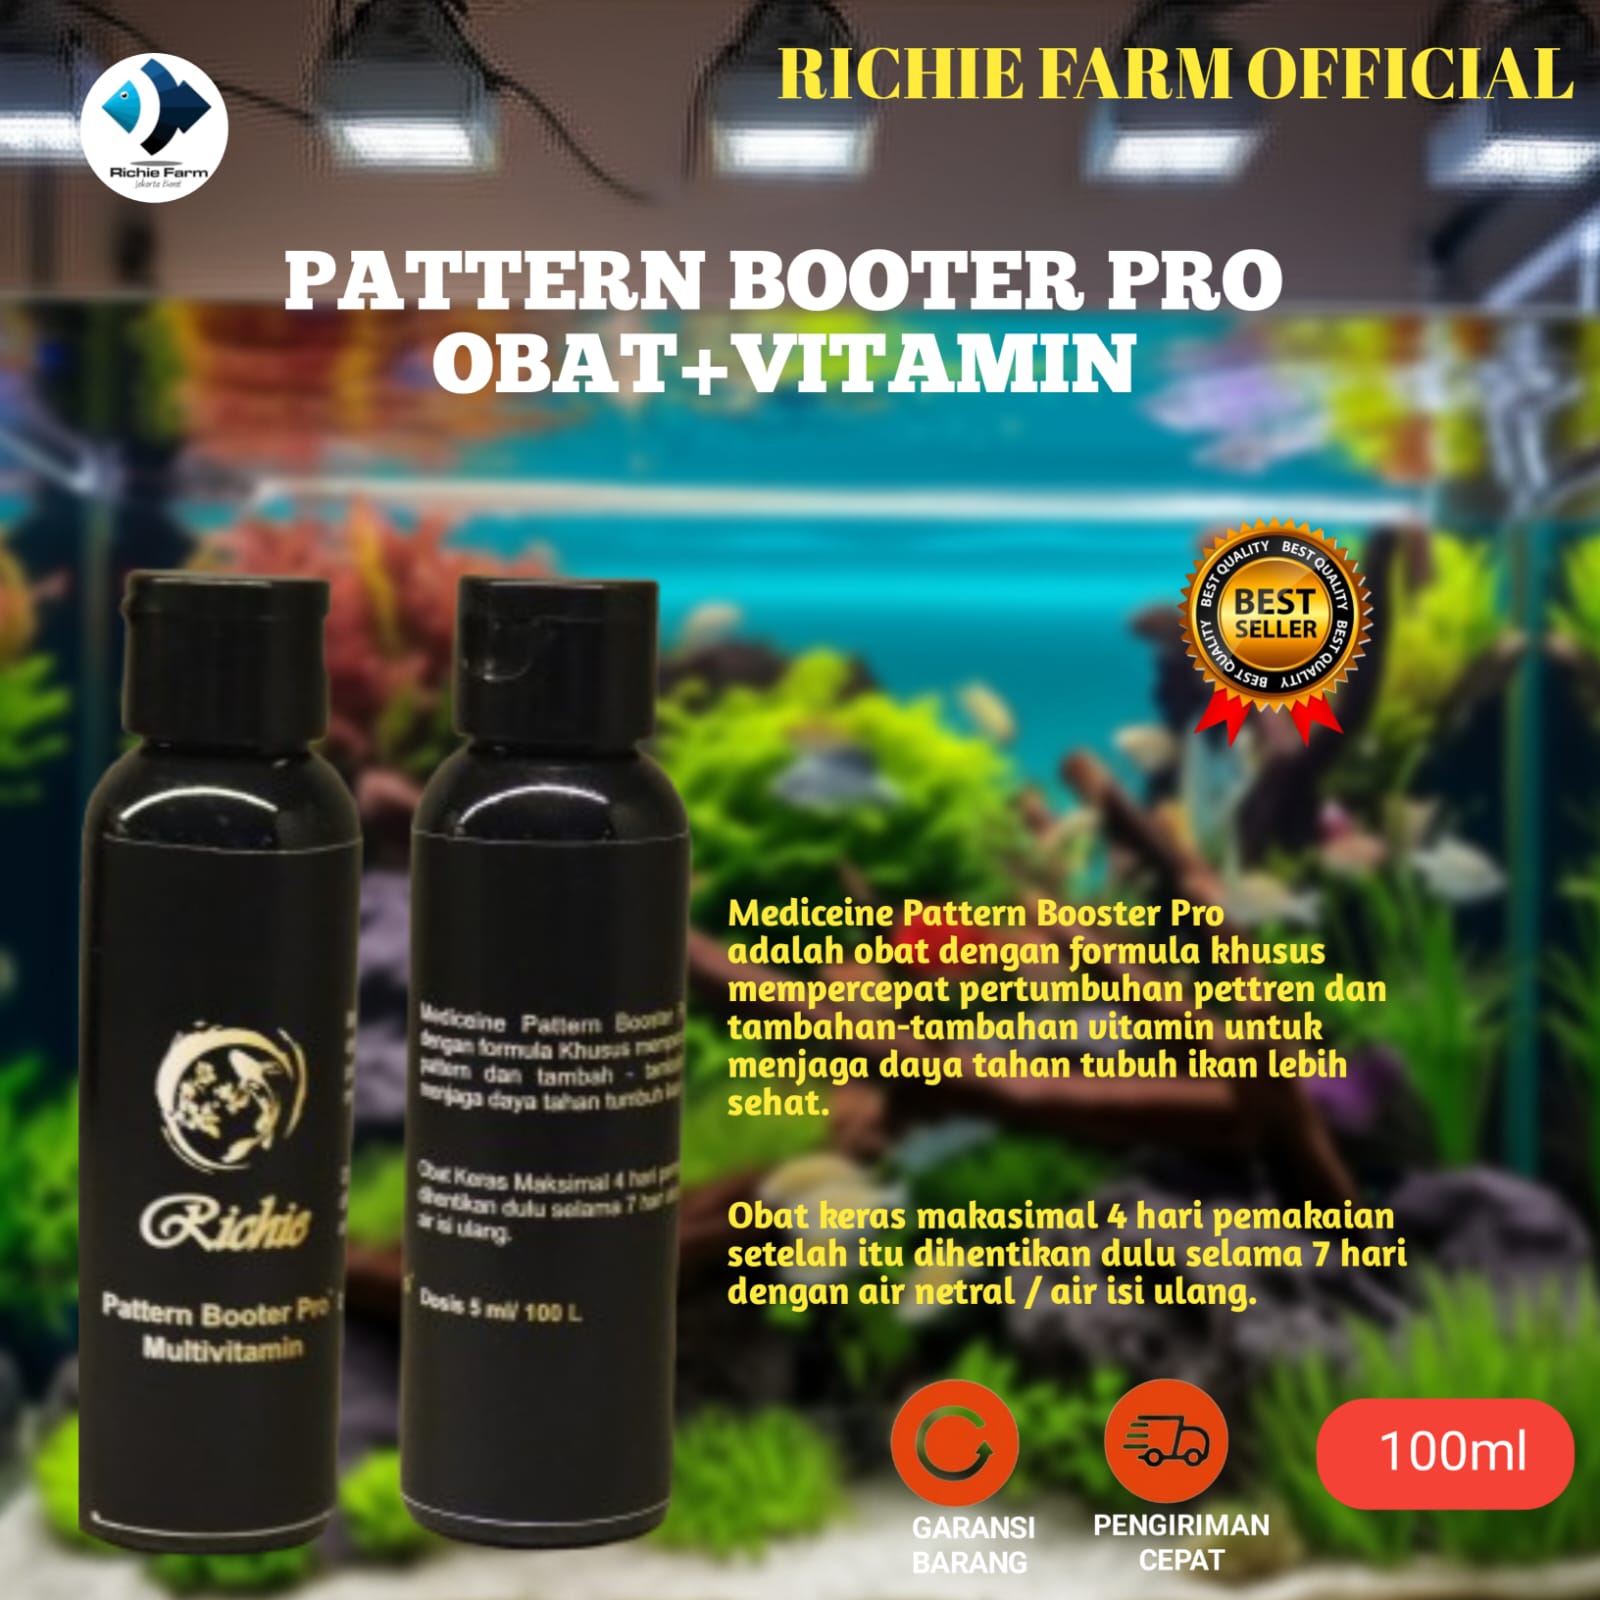 RICHIE FARM OFFICIAL
Richie Farm
Jakarta Barat
PATTERN BOOTER PRO
OBAT+VITAMIN
BEST QUALITY BEST QUALITY BEST QUALITY BEST QUALITY
BEST
SELLER
Mediceine Pattern Booster Pro
adalah obat dengan formula khusus
mempercepat pertumbuhan pettren dan
tambahan-tambahan vitamin untuk
menjaga daya tahan tubuh ikan lebih
sehat.
Obat keras makasimal 4 hari pemakaian
setelah itu dihentikan dulu selama 7 hari
dengan air netral / air isi ulang.
Richie
Pattern Booter Pro
Multivitamin
Mediceine Pattern Booster
dengan formula Khusus
pattern dan tambah -
menjaga daya tahan tumbuh
Obat Keras Maksimal 4 hari
dihentikan dulu selama 7 hari
air isi ulang.
Dosis 5 ml/ 100 L
GARANSI
BARANG
PENGIRIMAN
CEPAT
100ml